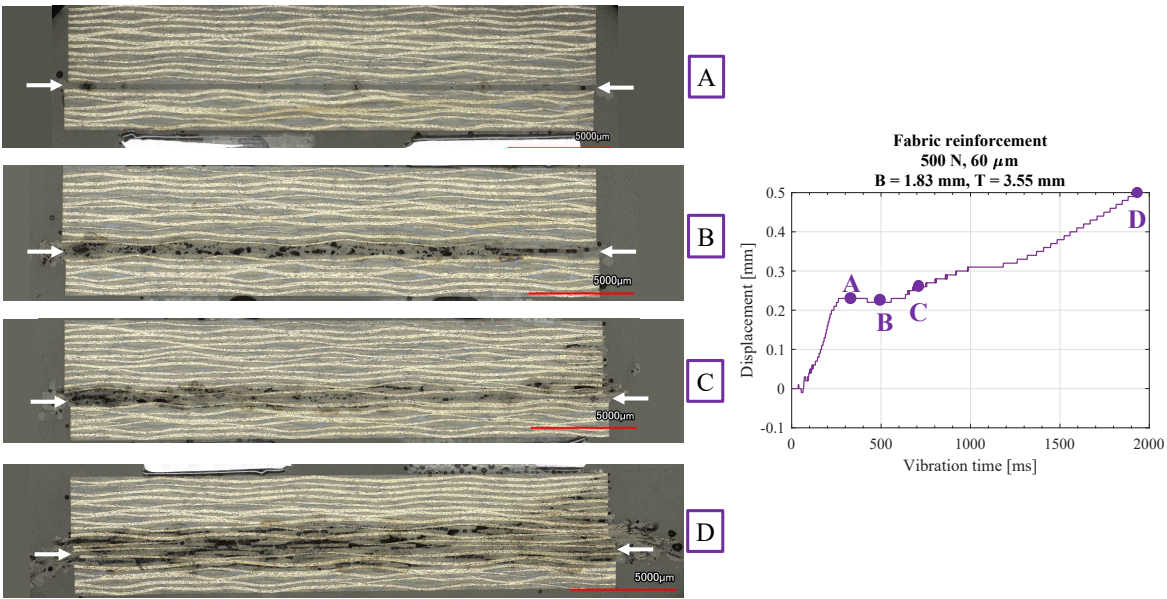 A
5000μm
B
5000μm
C
5000μm
D
5000μm
Fabric reinforcement
500 N, 60 μm
B = 1.83 mm, T = 3.55 mm
Displacement [mm]
0.5
0.4
0.3
0.2
0.1
0
-0.1
A
B
C
D
0 500 1000 1500 2000
Vibration time [ms]